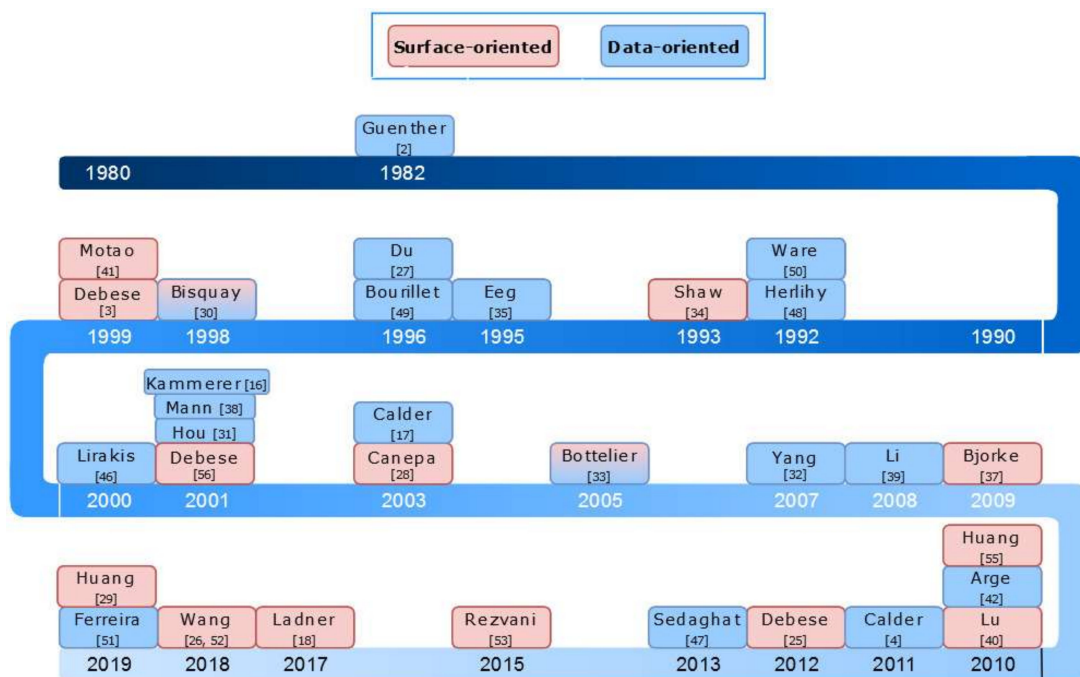 Surface-oriented
Data-oriented
Guenther
[2]
1980
1982
Motao
[41]
Du
[27]
Ware
[50]
Debese
[3]
Bisquay
[30]
Bourillet
[49]
Eeg
[35]
Shaw
[34]
Herlihy
[48]
1999
1998
1996
1995
1993
1992
1990
Kammerer [16]
Mann [38]
Hou [31]
Calder
[17]
Lirakis
[46]
Debese
[56]
Canepa
[28]
Bottelier
[33]
Yang
[32]
Li
[39]
Bjorke
[37]
2000
2001
2003
2005
2007
2008
2009
Huang
[55]
Huang
[29]
Arge
[42]
Ferreira
[51]
Wang
[26, 52]
Ladner
[18]
Rezvani
[53]
Sedaghat
[47]
Debese
[25]
Calder
[4]
Lu
[40]
2019
2018
2017
2015
2013
2012
2011
2010